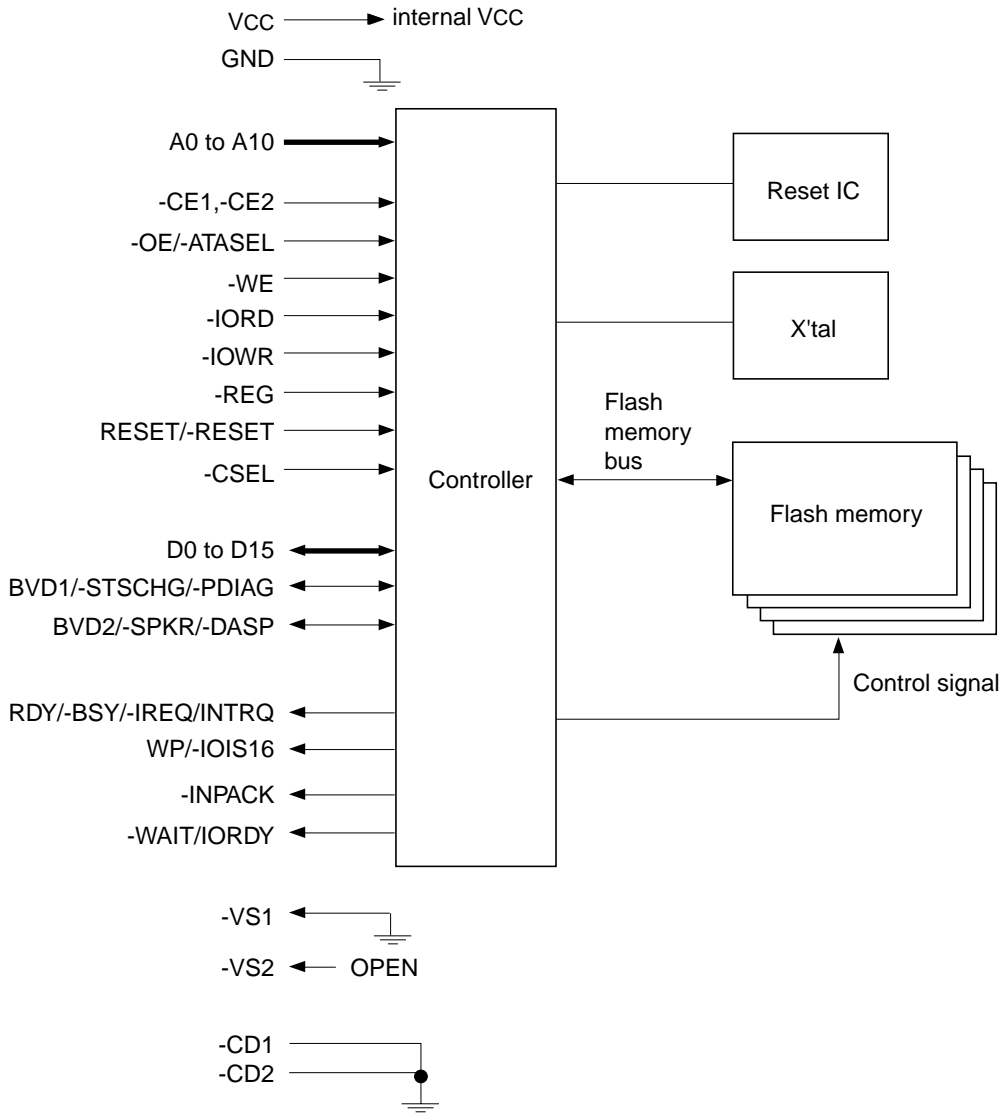 VCC
internal VCC
GND
A0 to A10
-CE1,-CE2
-OE/-ATASEL
-WE
-IORD
-IOWR
-REG
RESET/-RESET
-CSEL
D0 to D15
BVD1/-STSCHG/-PDIAG
BVD2/-SPKR/-DASP
RDY/-BSY/-IREQ/INTRQ
WP/-IOIS16
-INPACK
-WAIT/IORDY
Controller
Reset IC
X'tal
Flash
memory
bus
Flash memory
Control signal
-VS1
-VS2
OPEN
-CD1
-CD2